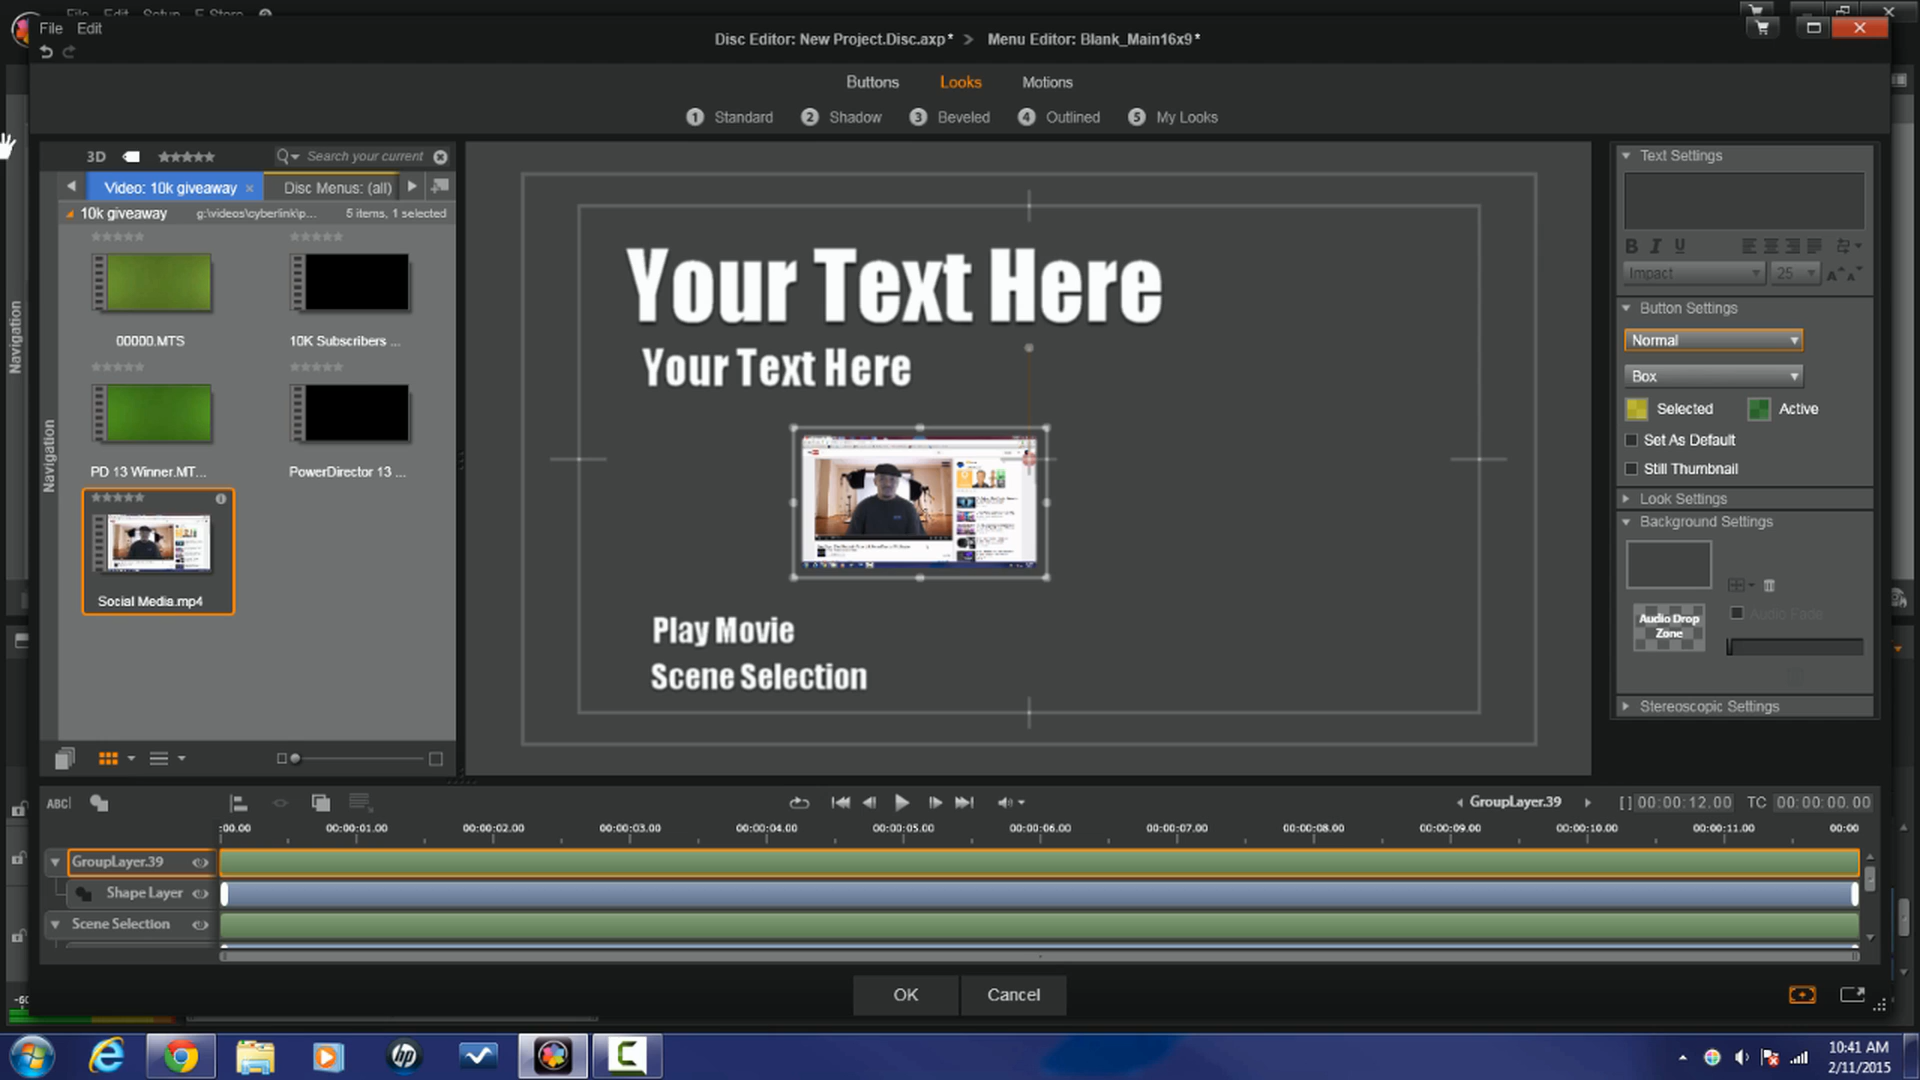 File Edit Setup E-Store
File Edit
Disc Editor: New Project.Disc.axp* > Menu Editor: Blank_Main16x9*
Buttons Looks Motions
1 Standard 2 Shadow 3 Beveled 4 Outlined 5 My Looks
3D Search your current
Video: 10k giveaway × Disc Menus: (all)
10k giveaway g:\videos\cyberlink\p... 5 items, 1 selected
00000.MTS 10K Subscribers ...
PD 13 Winner.MT... PowerDirector 13 ...
Social Media.mp4
Navigation
Navigation
Your Text Here
Your Text Here
Play Movie
Scene Selection
Text Settings
B I U
Impact 25
Button Settings
Normal
Box
Selected Active
Set As Default
Still Thumbnail
Look Settings
Background Settings
Audio Drop Zone
Audio Fade
Stereoscopic Settings
ABC GroupLayer.39 [ ] 00:00:12.00 TC 00:00:00.00
:00.00 00:00:01.00 00:00:02.00 00:00:03.00 00:00:04.00 00:00:05.00 00:00:06.00 00:00:07.00 00:00:08.00 00:00:09.00 00:00:10.00 00:00:11.00 00:00
GroupLayer.39
Shape Layer
Scene Selection
-60
OK Cancel
10:41 AM
2/11/2015